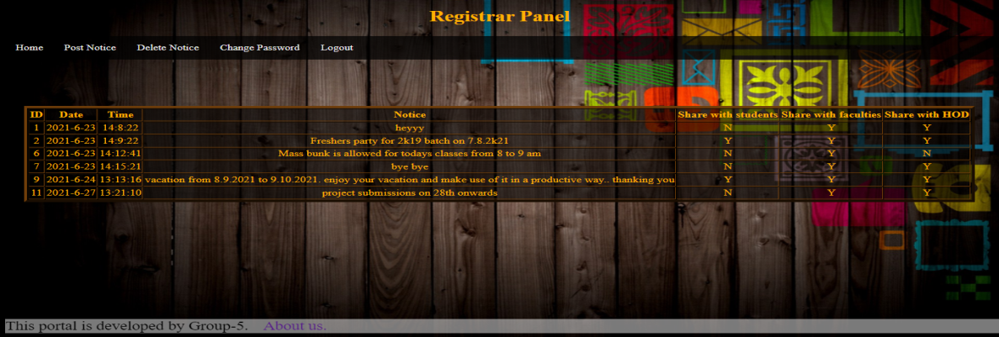 Registrar Panel
Home Post Notice Delete Notice Change Password Logout
ID Date Time Notice Share with students Share with faculties Share with HOD
1 2021-6-23 14:8:22 heyyy N Y Y
2 2021-6-23 14:9:22 Freshers party for 2k19 batch on 7.8.2k21 Y Y Y
6 2021-6-23 14:12:41 Mass bunk is allowed for todays classes from 8 to 9 am N Y N
7 2021-6-23 14:15:21 bye bye N Y Y
9 2021-6-24 13:13:16 vacation from 8.9.2021 to 9.10.2021. enjoy your vacation and make use of it in a productive way.. thanking you Y Y Y
11 2021-6-27 13:21:10 project submissions on 28th onwards N Y Y
This portal is developed by Group-5. About us.